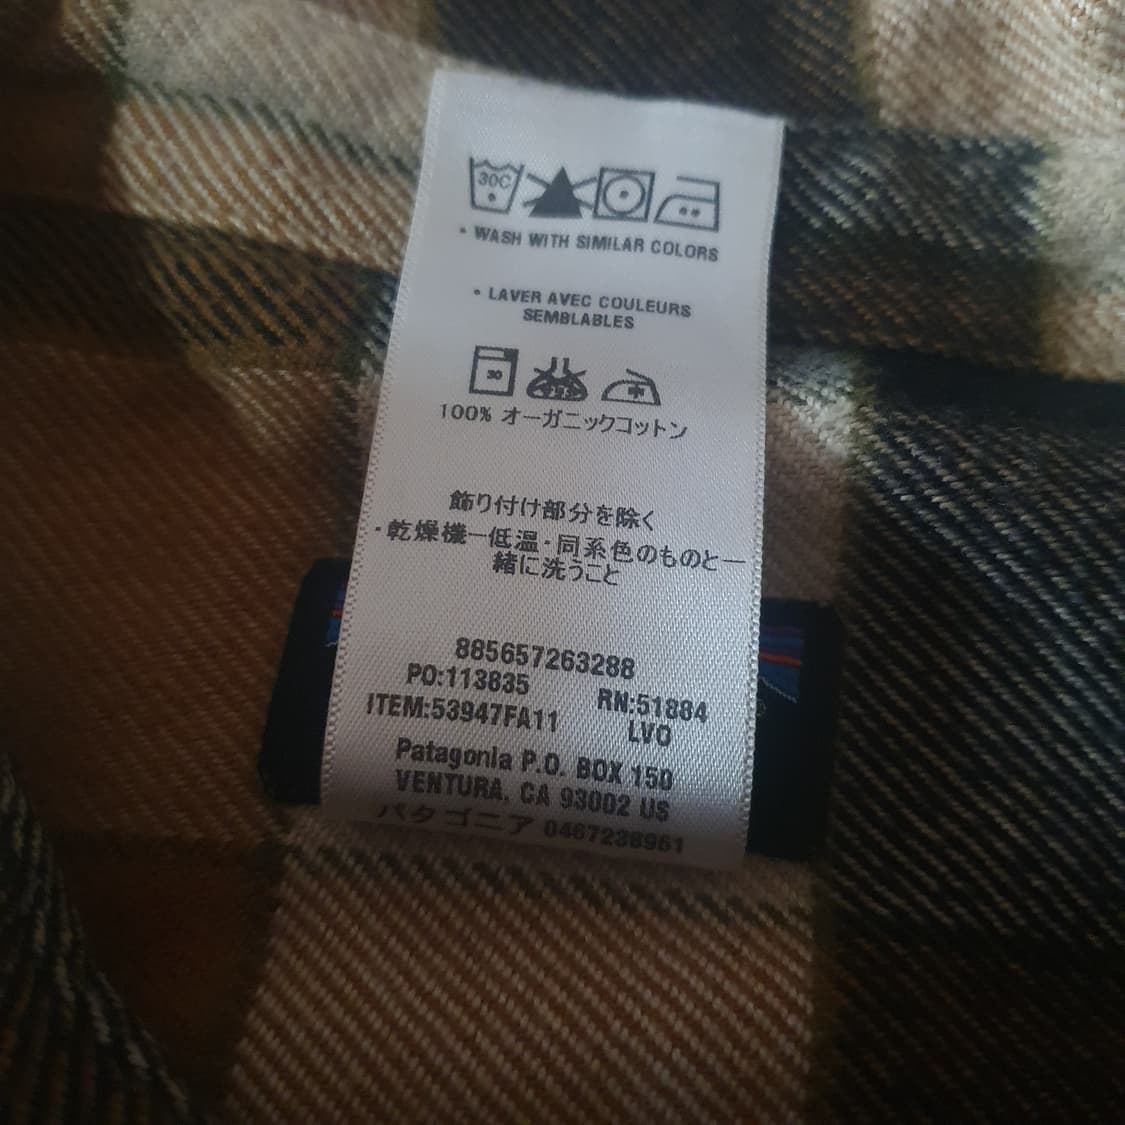 30C
• WASH WITH SIMILAR COLORS
• LAVER AVEC COULEURS
SEMBLABLES
30
100% オーガニックコットン
飾り付け部分を除く
・乾燥機ー低温・同系色のものと一
緒に洗うこと
885657263288
PO:113835 RN:51884
ITEM:53947FA11 LVO
Patagonia P.O. BOX 150
VENTURA, CA 93002 US
パタゴニア 0467238961